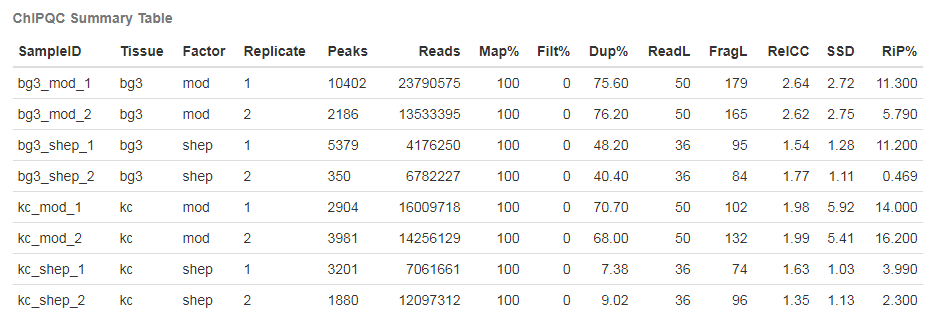 ChIPQC Summary Table
SampleID Tissue Factor Replicate Peaks Reads Map% Filt% Dup% ReadL FragL RelCC SSD RiP%
bg3_mod_1 bg3 mod 1 10402 23790575 100 0 75.60 50 179 2.64 2.72 11.300
bg3_mod_2 bg3 mod 2 2186 13533395 100 0 76.20 50 165 2.62 2.75 5.790
bg3_shep_1 bg3 shep 1 5379 4176250 100 0 48.20 36 95 1.54 1.28 11.200
bg3_shep_2 bg3 shep 2 350 6782227 100 0 40.40 36 84 1.77 1.11 0.469
kc_mod_1 kc mod 1 2904 16009718 100 0 70.70 50 102 1.98 5.92 14.000
kc_mod_2 kc mod 2 3981 14256129 100 0 68.00 50 132 1.99 5.41 16.200
kc_shep_1 kc shep 1 3201 7061661 100 0 7.38 36 74 1.63 1.03 3.990
kc_shep_2 kc shep 2 1880 12097312 100 0 9.02 36 96 1.35 1.13 2.300